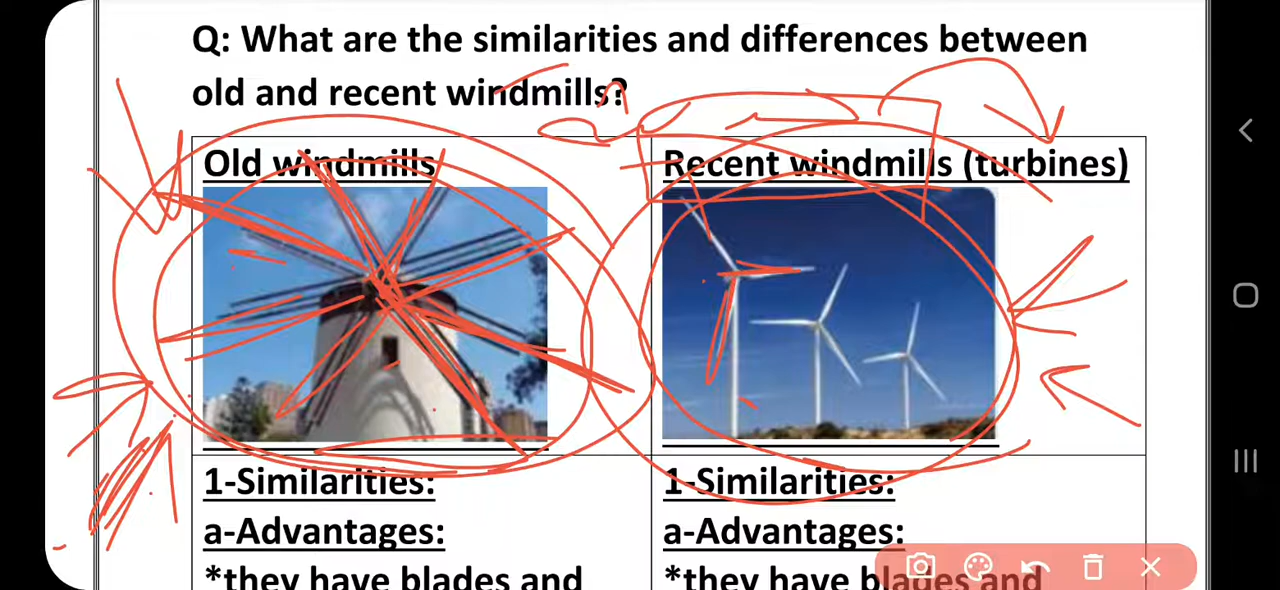 Q: What are the similarities and differences between
old and recent windmills?
Old windmills
Recent windmills (turbines)
1-Similarities:
a-Advantages:
*they have blades and
1-Similarities:
a-Advantages:
*they have blades and